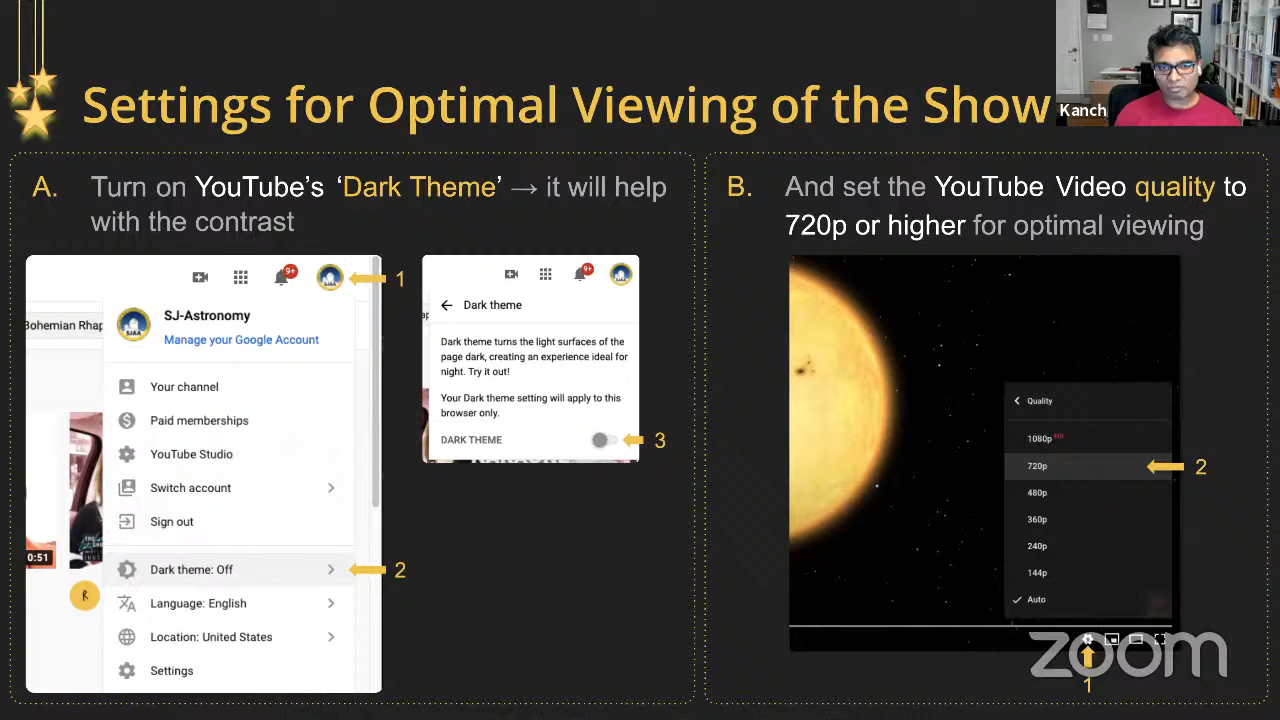 Settings for Optimal Viewing of the Show
Kanch
A. Turn on YouTube's 'Dark Theme' → it will help
with the contrast
9+
1
SJAA
SJ-Astronomy
Manage your Google Account
Bohemian Rhap
Your channel
Paid memberships
YouTube Studio
Switch account
Sign out
0:51
Dark theme: Off
2
R
Language: English
Location: United States
Settings
9+
Dark theme
Dark theme turns the light surfaces of the
page dark, creating an experience ideal for
night. Try it out!
Your Dark theme setting will apply to this
browser only.
DARK THEME
3
B. And set the YouTube Video quality to
720p or higher for optimal viewing
Quality
1080p HD
720p
2
480p
360p
240p
144p
Auto
zoom
1